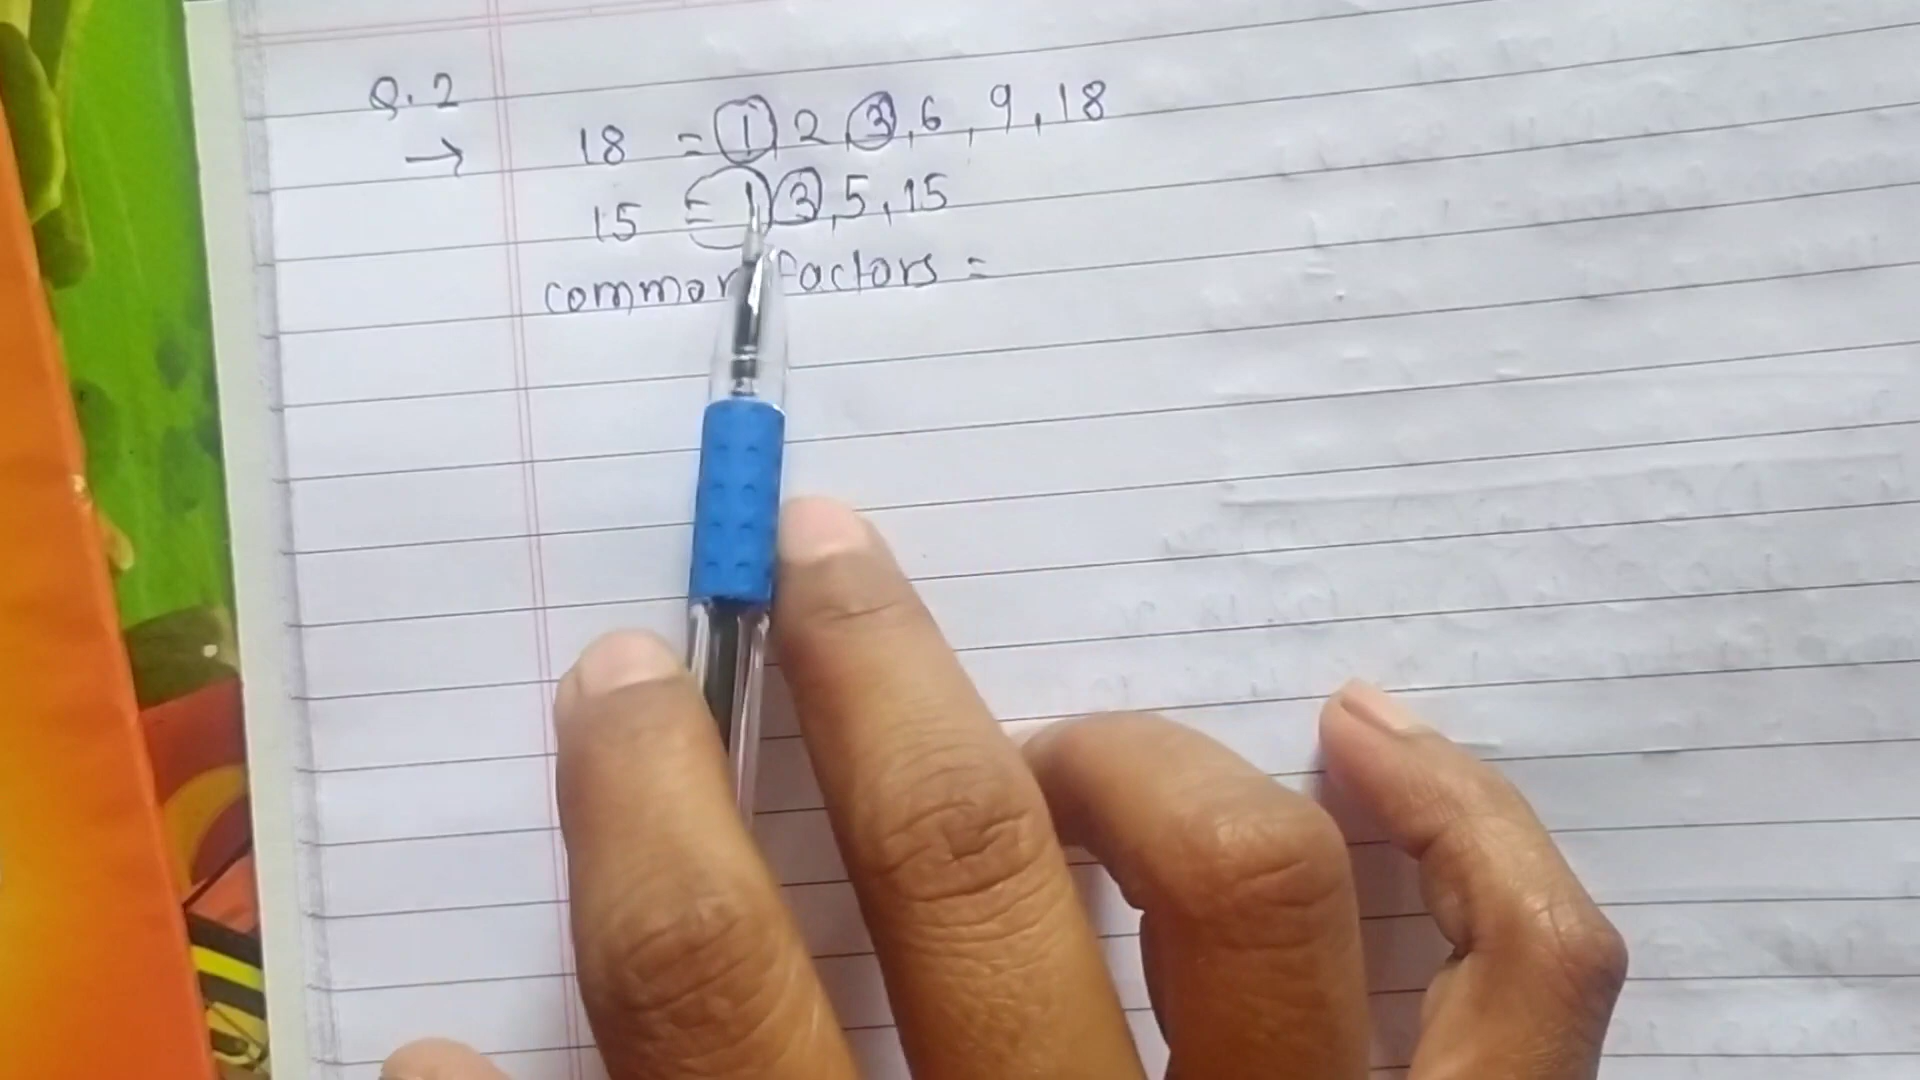 Q.2
→ 18 = 1, 2, 3, 6, 9, 18
15 = 1, 3, 5, 15
common factors =